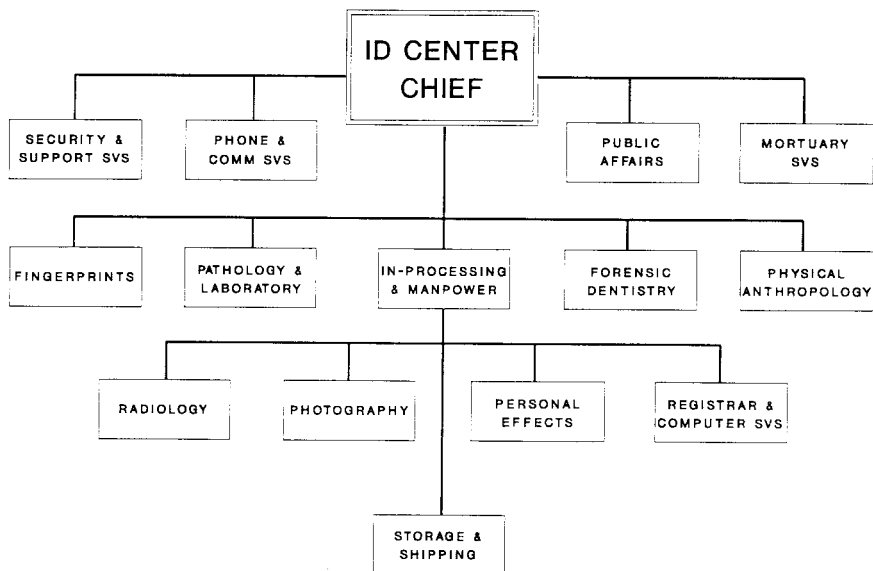 ID CENTER
CHIEF
SECURITY &
SUPPORT SVS
PHONE &
COMM SVS
PUBLIC
AFFAIRS
MORTUARY
SVS
FINGERPRINTS
PATHOLOGY &
LABORATORY
IN-PROCESSING
& MANPOWER
FORENSIC
DENTISTRY
PHYSICAL
ANTHROPOLOGY
RADIOLOGY
PHOTOGRAPHY
PERSONAL
EFFECTS
REGISTRAR &
COMPUTER SVS
STORAGE &
SHIPPING